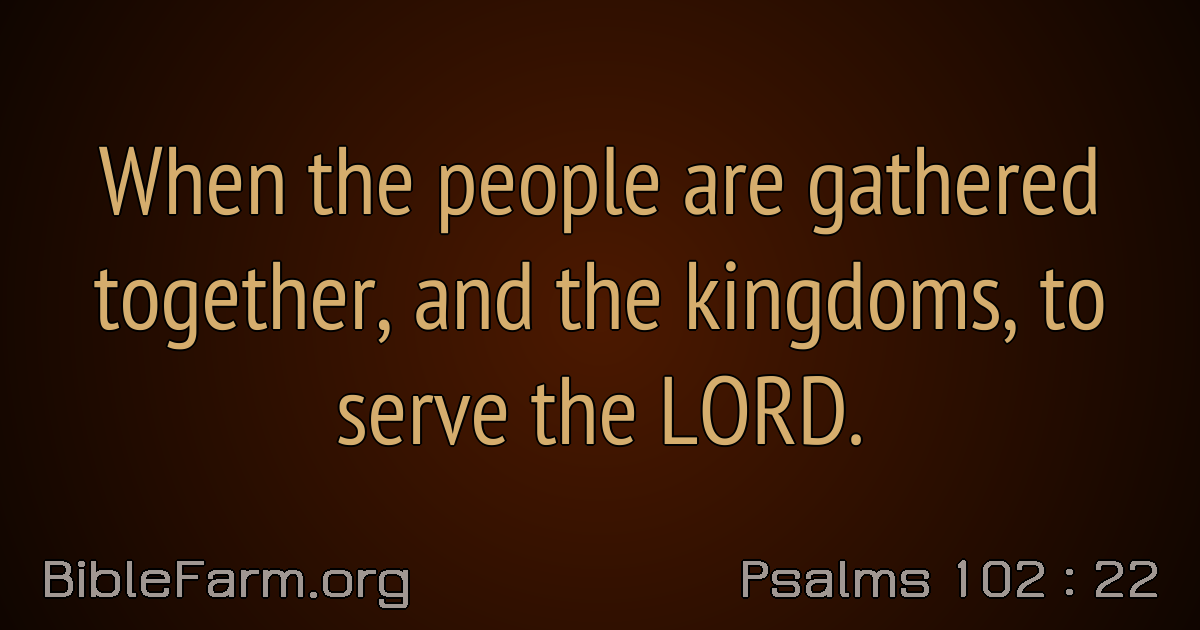 When the people are gathered
together, and the kingdoms, to
serve the LORD.
BibleFarm.org
Psalms 102 : 22